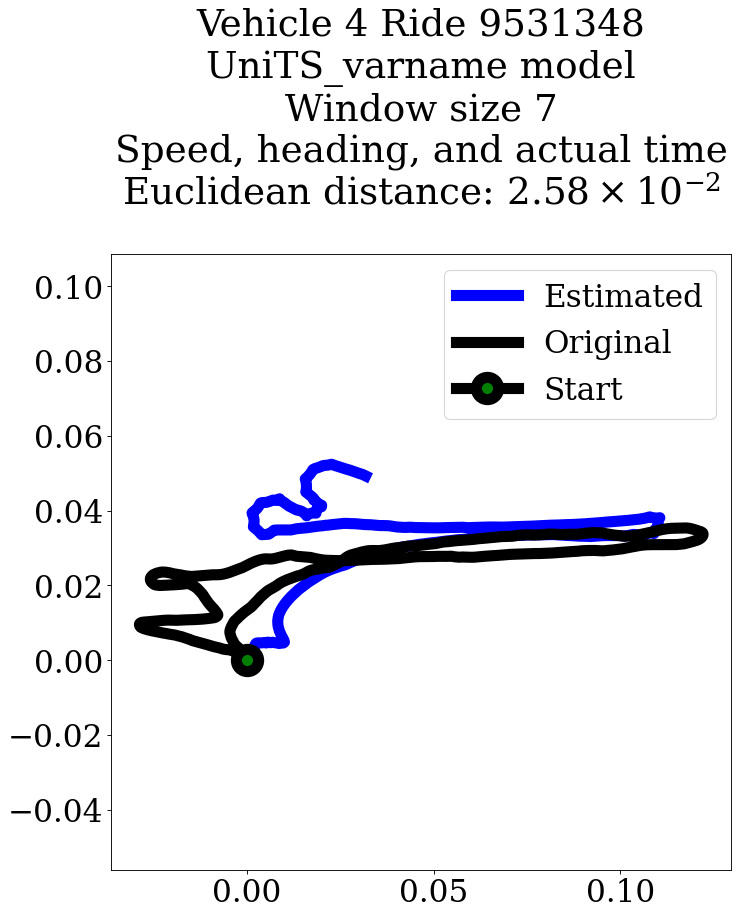 Vehicle 4 Ride 9531348
UniTS_varname model
Window size 7
Speed, heading, and actual time
Euclidean distance: 2.58 × 10⁻²
Estimated
Original
Start
0.10
0.08
0.06
0.04
0.02
0.00
−0.02
−0.04
0.00 0.05 0.10